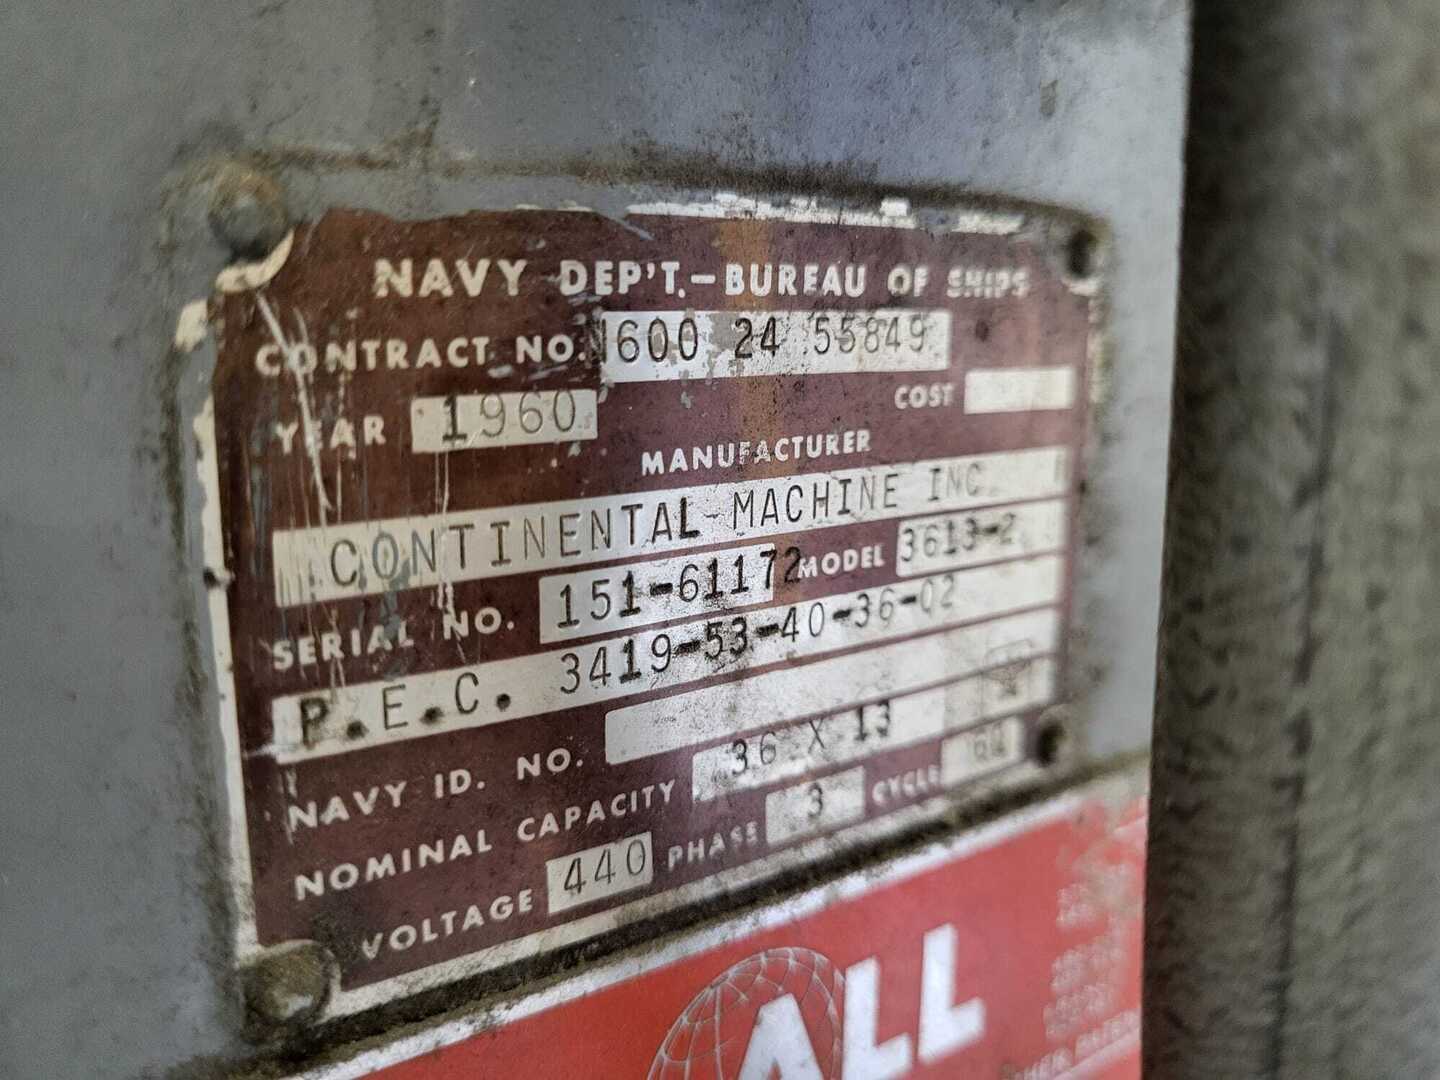 NAVY DEP'T.-BUREAU OF SHIPS
CONTRACT NO. N600 24 55849
YEAR 1960 COST
MANUFACTURER
CONTINENTAL MACHINE INC
SERIAL NO. 151-61172 MODEL 3613-2
P.E.C. 3419-53-40-36-02
NAVY ID. NO.
NOMINAL CAPACITY 36 X 13
VOLTAGE 440 PHASE 3 CYCLE 60
ALL